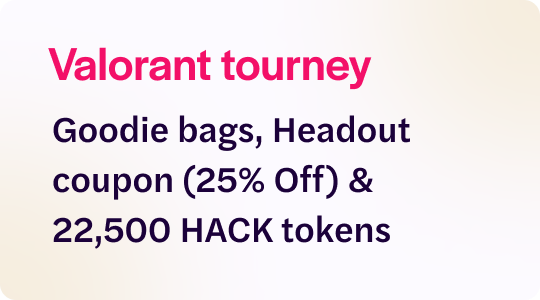 Valorant tourney
Goodie bags, Headout
coupon (25% Off) &
22,500 HACK tokens